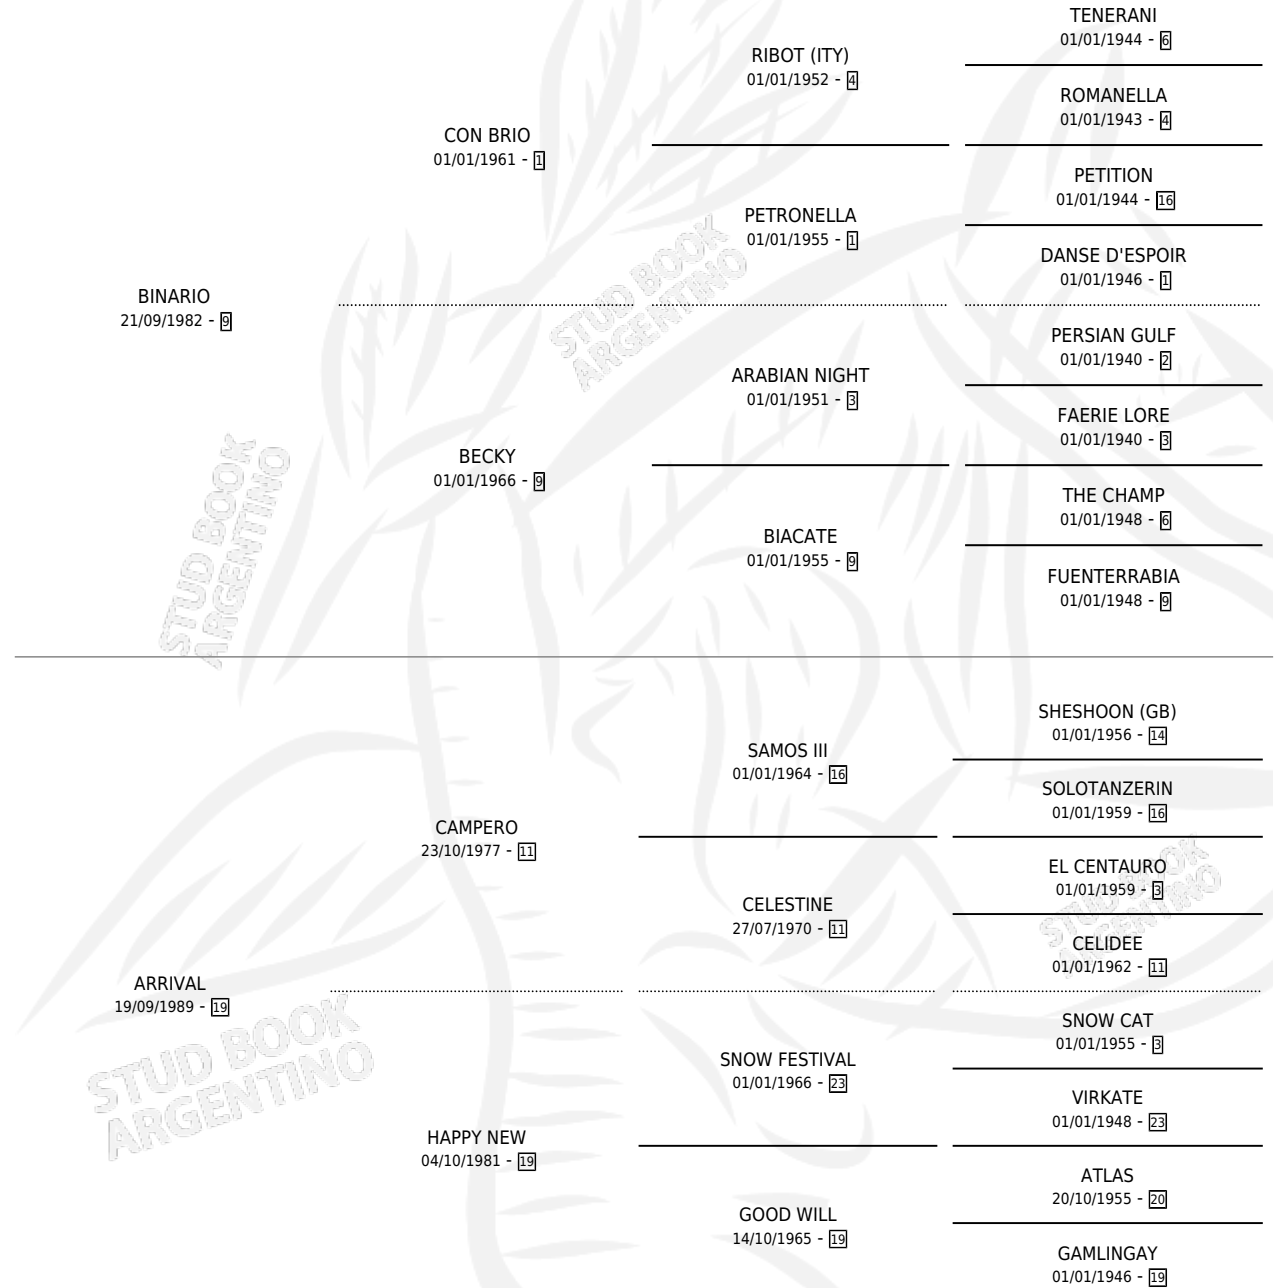 TENERANI
01/01/1944 - 6
RIBOT (ITY)
01/01/1952 - 4
ROMANELLA
01/01/1943 - 4
CON BRIO
01/01/1961 - 1
PETITION
01/01/1944 - 16
PETRONELLA
01/01/1955 - 1
DANSE D'ESPOIR
01/01/1946 - 1
BINARIO
21/09/1982 - 9
STUD BOOK
ARGENTINO
PERSIAN GULF
01/01/1940 - 2
ARABIAN NIGHT
01/01/1951 - 3
FAERIE LORE
01/01/1940 - 3
BECKY
01/01/1966 - 9
THE CHAMP
01/01/1948 - 6
BIACATE
01/01/1955 - 9
FUENTERRABIA
01/01/1948 - 9
STUD BOOK
ARGENTINO
SHESHOON (GB)
01/01/1956 - 14
SAMOS III
01/01/1964 - 16
SOLOTANZERIN
01/01/1959 - 16
CAMPERO
23/10/1977 - 11
EL CENTAURO
01/01/1959 - 3
CELESTINE
27/07/1970 - 11
CELIDEE
01/01/1962 - 11
STUD BOOK
ARGENTINO
ARRIVAL
19/09/1989 - 19
SNOW CAT
01/01/1955 - 3
SNOW FESTIVAL
01/01/1966 - 23
VIRKATE
01/01/1948 - 23
STUD BOOK
ARGENTINO
HAPPY NEW
04/10/1981 - 19
ATLAS
20/10/1955 - 20
GOOD WILL
14/10/1965 - 19
GAMLINGAY
01/01/1946 - 19